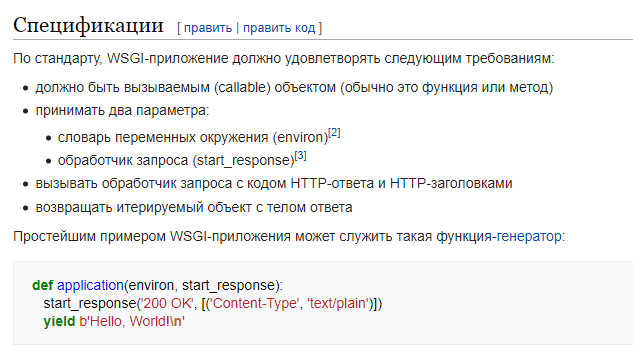 Спецификации [ править | править код ]
По стандарту, WSGI-приложение должно удовлетворять следующим требованиям:
• должно быть вызываемым (callable) объектом (обычно это функция или метод)
• принимать два параметра:
• словарь переменных окружения (environ)[2]
• обработчик запроса (start_response)[3]
• вызывать обработчик запроса с кодом HTTP-ответа и HTTP-заголовками
• возвращать итерируемый объект с телом ответа
Простейшим примером WSGI-приложения может служить такая функция-генератор:
def application(environ, start_response):
start_response('200 OK', [('Content-Type', 'text/plain')])
yield b'Hello, World!\n'